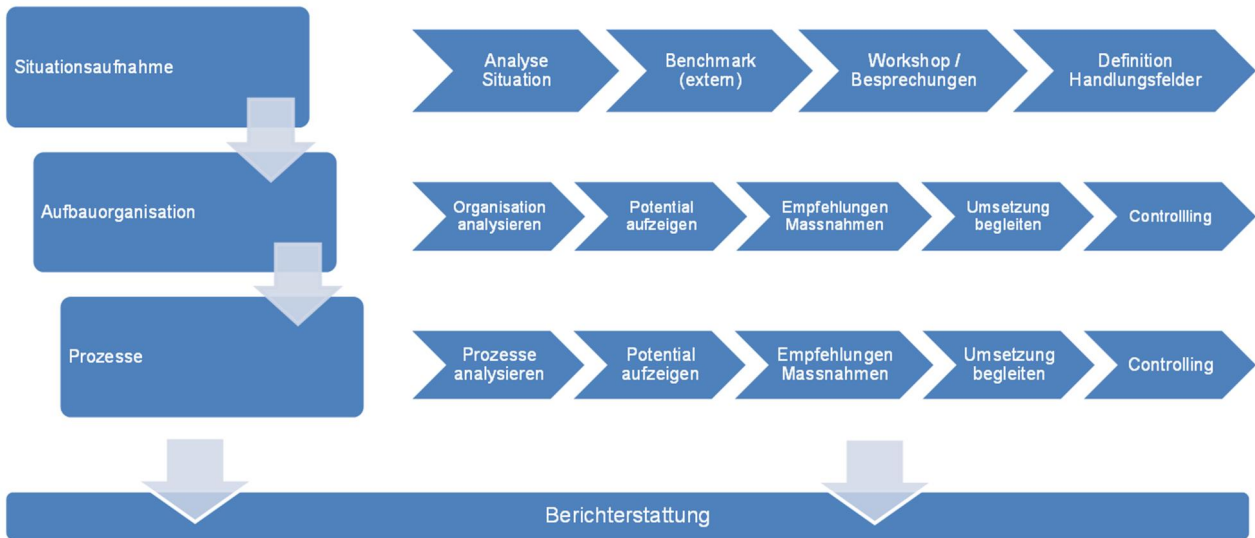 Situationsaufnahme
Analyse
Situation
Benchmark
(extern)
Workshop /
Besprechungen
Definition
Handlungsfelder
Aufbauorganisation
Organisation
analysieren
Potential
aufzeigen
Empfehlungen
Massnahmen
Umsetzung
begleiten
Controllling
Prozesse
Prozesse
analysieren
Potential
aufzeigen
Empfehlungen
Massnahmen
Umsetzung
begleiten
Controlling
Berichterstattung